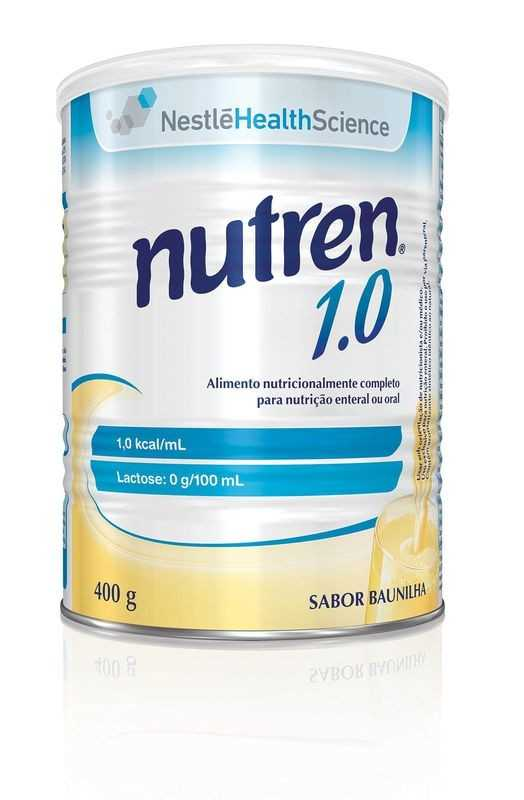 NestléHealthScience
nutren®
1.0
Alimento nutricionalmente completo
para nutrição enteral ou oral
1,0 kcal/mL
Lactose: 0 g/100 mL
400 g
SABOR BAUNILHA